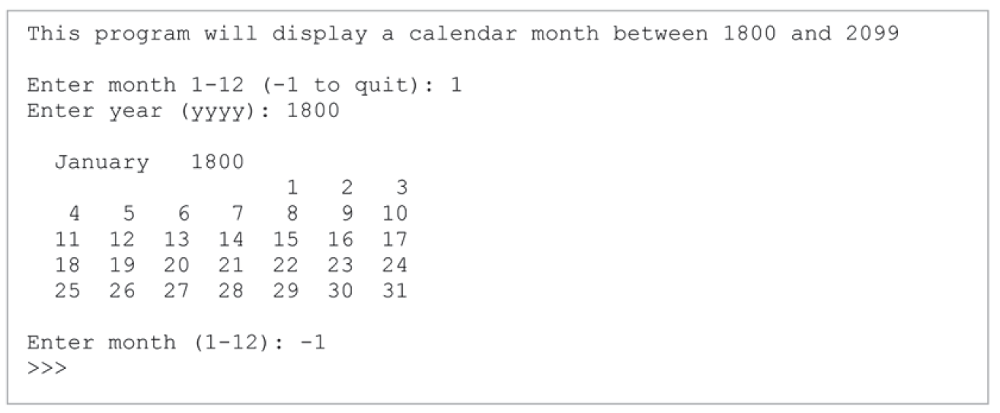 This program will display a calendar month between 1800 and 2099
Enter month 1-12 (-1 to quit): 1
Enter year (yyyy): 1800
January 1800
1 2 3
4 5 6 7 8 9 10
11 12 13 14 15 16 17
18 19 20 21 22 23 24
25 26 27 28 29 30 31
Enter month (1-12): -1
>>>